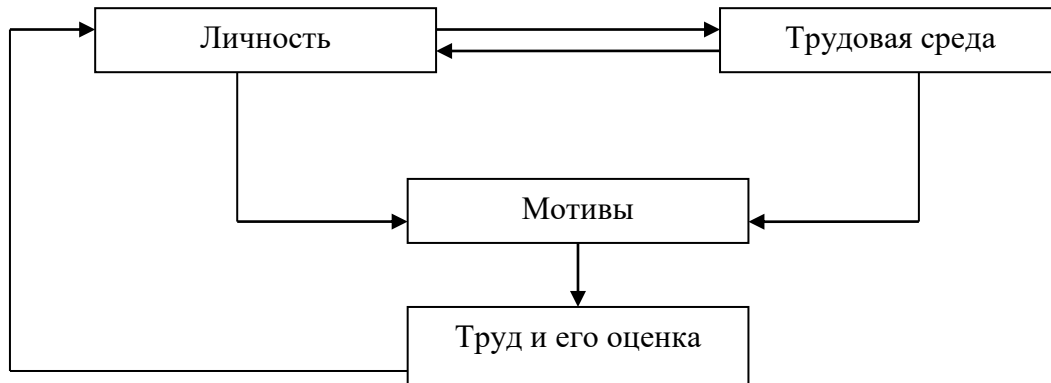 Личность
Трудовая среда
Мотивы
Труд и его оценка